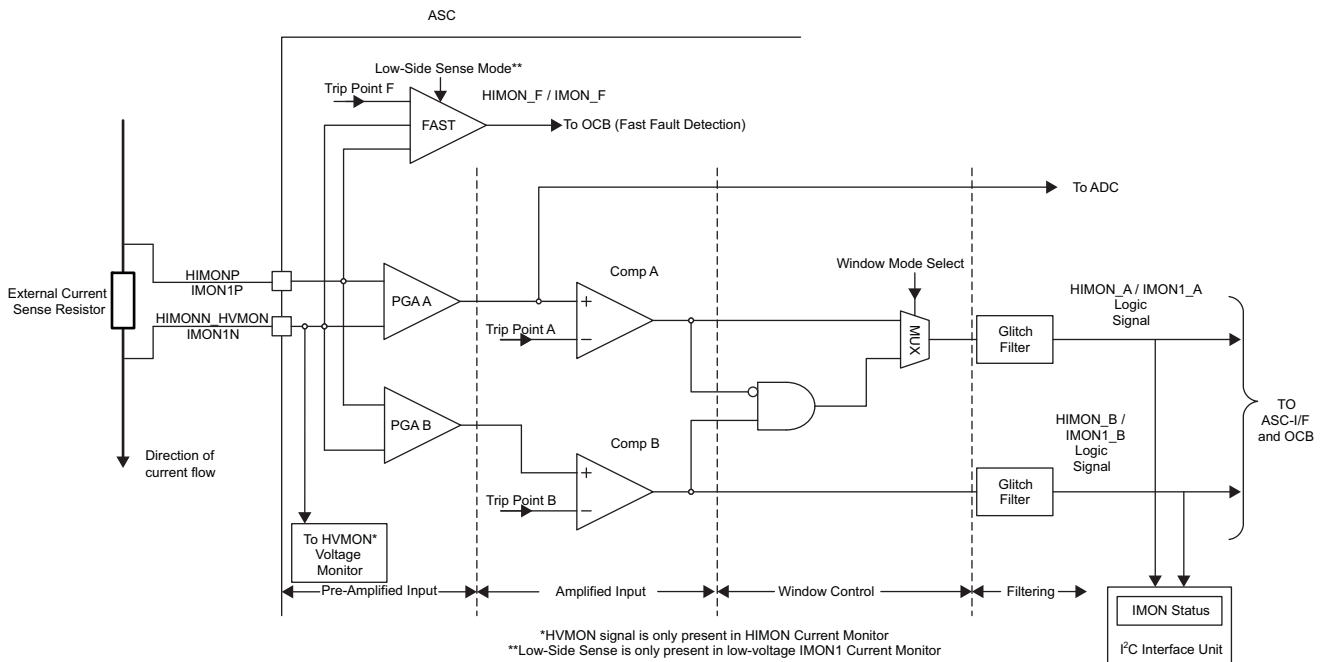 ASC
Low-Side Sense Mode**
Trip Point F
HIMON_F / IMON_F
FAST
To OCB (Fast Fault Detection)
To ADC
External Current
Sense Resistor
HIMONP
IMON1P
HIMONN_HVMON
IMON1N
PGA A
Comp A
Trip Point A
+
–
Window Mode Select
MUX
Glitch
Filter
HIMON_A / IMON1_A
Logic
Signal
PGA B
Comp B
Trip Point B
+
–
Glitch
Filter
HIMON_B /
IMON1_B
Logic
Signal
TO
ASC-I/F
and OCB
Direction of
current flow
To HVMON*
Voltage
Monitor
Pre-Amplified Input
Amplified Input
Window Control
Filtering
IMON Status
I²C Interface Unit
*HVMON signal is only present in HIMON Current Monitor
**Low-Side Sense is only present in low-voltage IMON1 Current Monitor